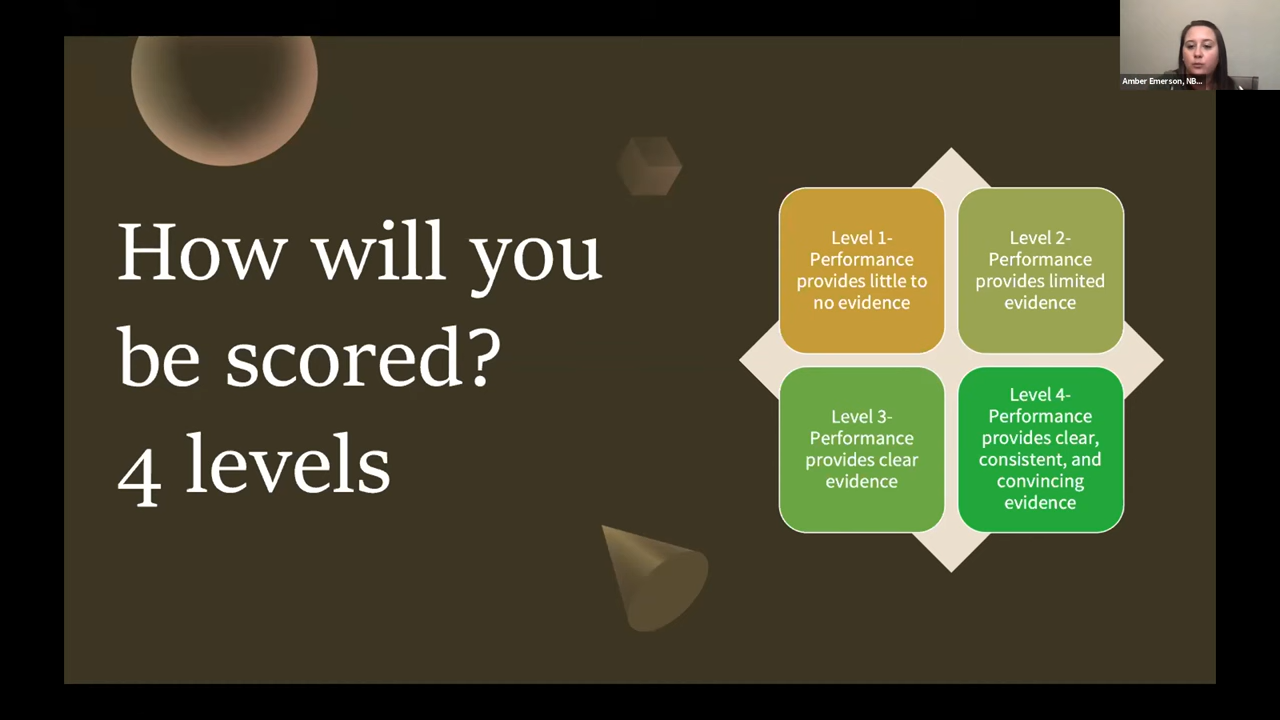 How will you
be scored?
4 levels
Level 1-
Performance
provides little to
no evidence
Level 2-
Performance
provides limited
evidence
Level 3-
Performance
provides clear
evidence
Level 4-
Performance
provides clear,
consistent, and
convincing
evidence
Amber Emerson, NB...